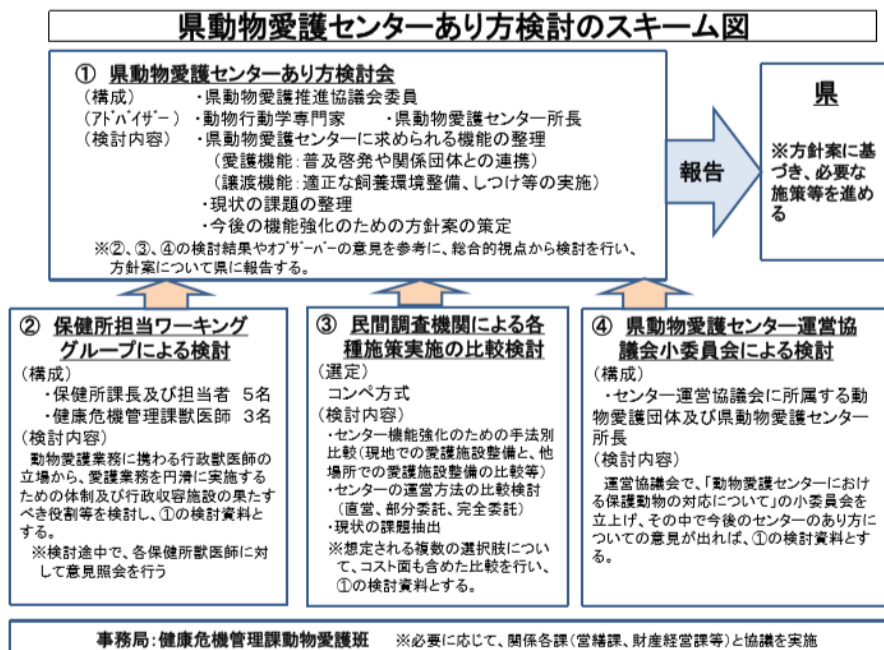 県動物愛護センターあり方検討のスキーム図
① 県動物愛護センターあり方検討会
(構成)　・県動物愛護推進協議会委員
(アドバイザー)　・動物行動学専門家　・県動物愛護センター所長
(検討内容)　・県動物愛護センターに求められる機能の整理
(愛護機能:普及啓発や関係団体との連携)
(譲渡機能:適正な飼養環境整備、しつけ等の実施)
・現状の課題の整理
・今後の機能強化のための方針案の策定
※②、③、④の検討結果やオブザーバーの意見を参考に、総合的視点から検討を行い、
方針案について県に報告する。
報告
県
※方針案に基
づき、必要な
施策等を進め
る
② 保健所担当ワーキング
グループによる検討
(構成)
・保健所課長及び担当者 5名
・健康危機管理課獣医師 3名
(検討内容)
動物愛護業務に携わる行政獣医師の
立場から、愛護業務を円滑に実施する
ための体制及び行政収容施設の果たす
べき役割等を検討し、①の検討資料と
する。
※検討途中で、各保健所獣医師に対
して意見照会を行う
③ 民間調査機関による各
種施策実施の比較検討
(選定)
コンペ方式
(検討内容)
・センター機能強化のための手法別
比較(現地での愛護施設整備と、他
場所での愛護施設整備の比較等)
・センターの運営方法の比較検討
(直営、部分委託、完全委託)
・現状の課題抽出
※想定される複数の選択肢につい
て、コスト面も含めた比較を行い、
①の検討資料とする。
④ 県動物愛護センター運営協
議会小委員会による検討
(構成)
・センター運営協議会に所属する動
物愛護団体及び県動物愛護センター
所長
(検討内容)
運営協議会で、「動物愛護センターにおけ
る保護動物の対応について」の小委員会を
立上げ、その中で今後のセンターのあり方に
ついての意見が出れば、①の検討資料とす
る。
事務局:健康危機管理課動物愛護班　※必要に応じて、関係各課(営繕課、財産経営課等)と協議を実施